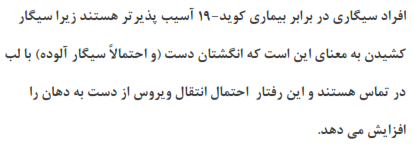 افراد سیگاری در برابر بیماری کوید-۱۹ آسیب پذیرتر هستند زیرا سیگار
کشیدن به معنای این است که انگشتان دست (و احتمالاً سیگار آلوده) با لب
در تماس هستند و این رفتار احتمال انتقال ویروس از دست به دهان را
افزایش می دهد.